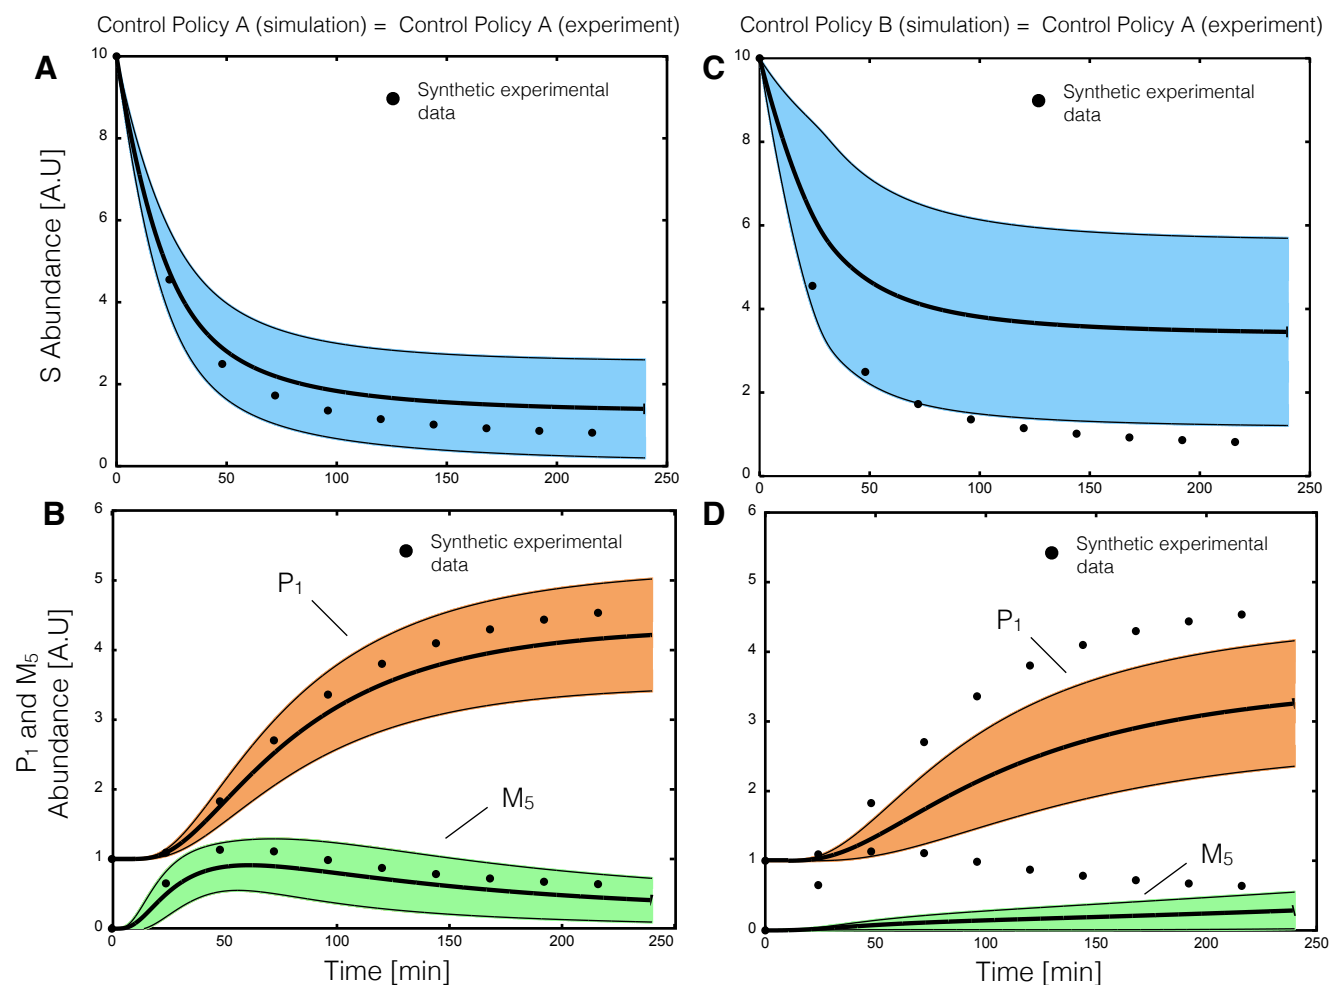 Control Policy A (simulation) = Control Policy A (experiment)
Control Policy B (simulation) = Control Policy A (experiment)
A
10
8
6
4
2
0
0 50 100 150 200 250
S Abundance [A.U]
Synthetic experimental
data
C
10
8
6
4
2
0
0 50 100 150 200 250
Synthetic experimental
data
B
6
5
4
3
2
1
0
0 50 100 150 200 250
P1 and M5
Abundance [A.U]
Synthetic experimental
data
P1
M5
Time [min]
D
6
5
4
3
2
1
0
0 50 100 150 200 250
Synthetic experimental
data
P1
M5
Time [min]